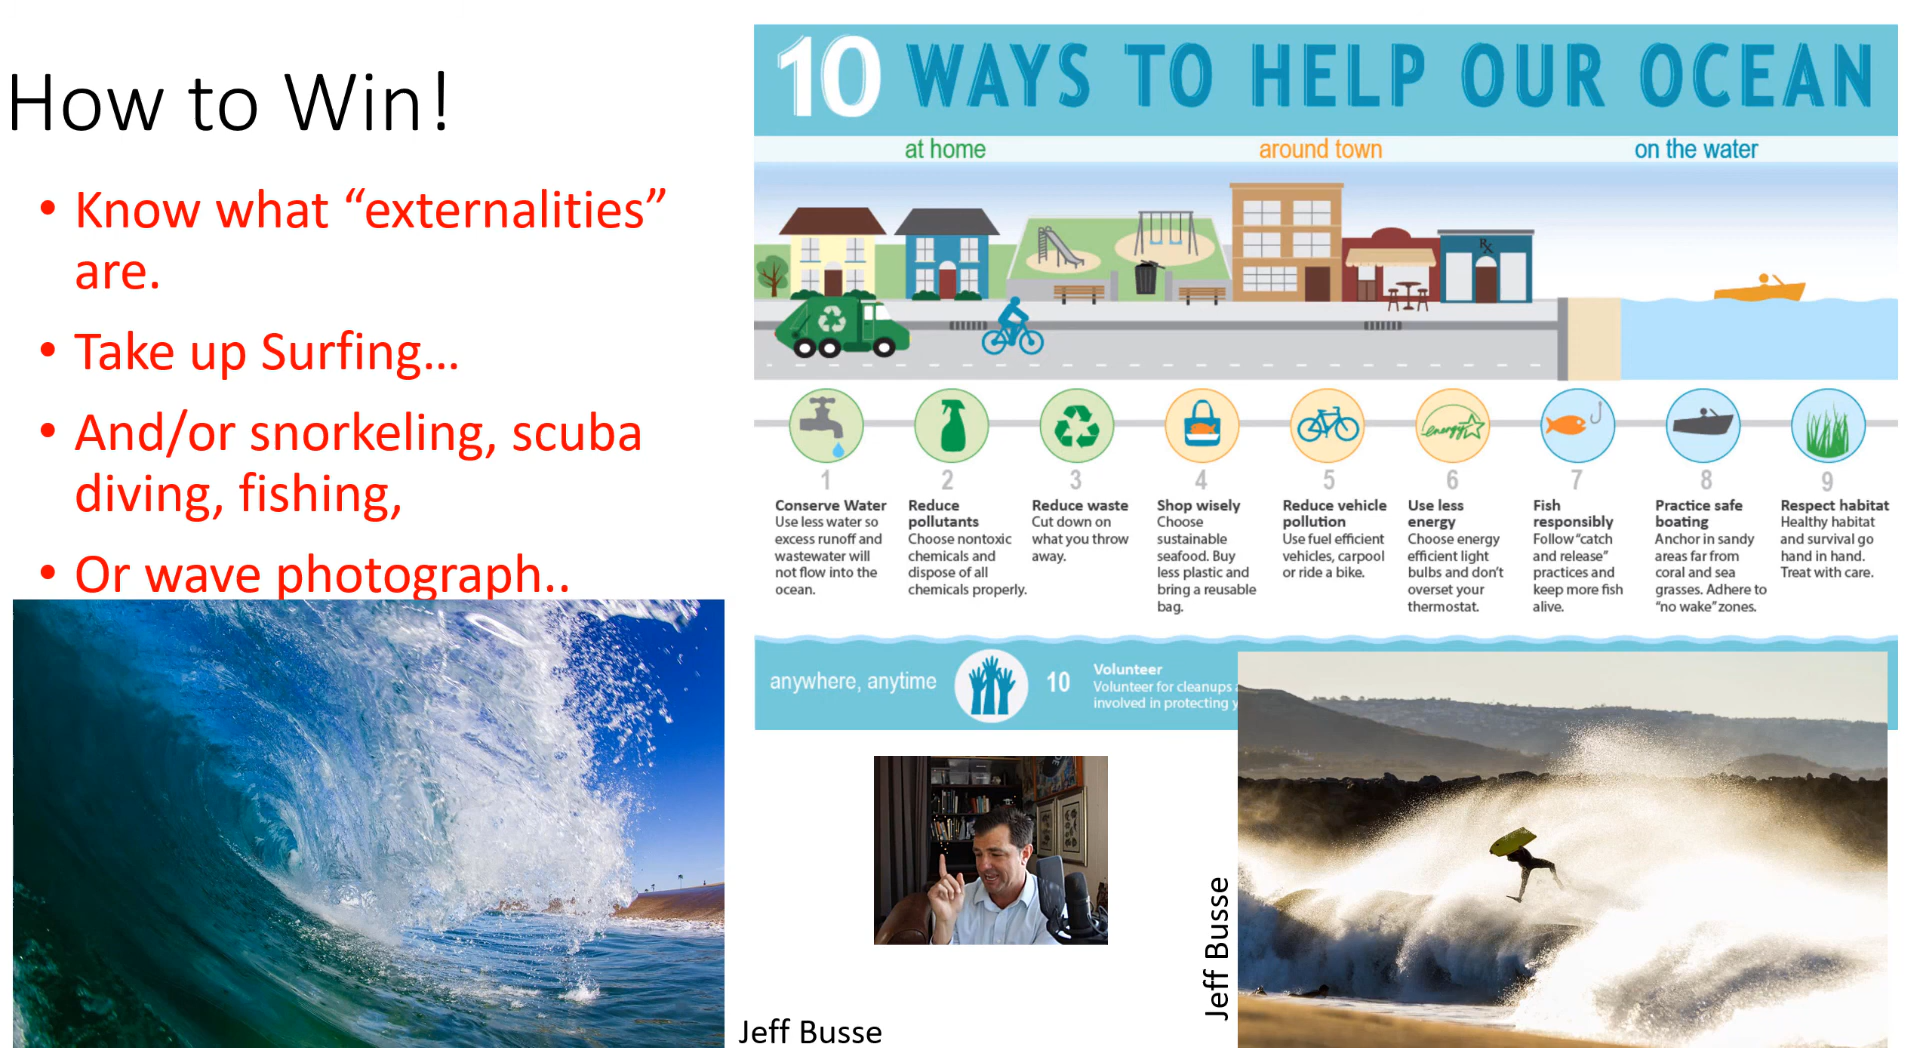 How to Win!
• Know what “externalities”
are.
• Take up Surfing...
• And/or snorkeling, scuba
diving, fishing,
• Or wave photograph..
10 WAYS TO HELP OUR OCEAN
at home
around town
on the water
Rx
energy
1
Conserve Water
Use less water so
excess runoff and
wastewater will
not flow into the
ocean.
2
Reduce
pollutants
Choose nontoxic
chemicals and
dispose of all
chemicals properly.
3
Reduce waste
Cut down on
what you throw
away.
4
Shop wisely
Choose
sustainable
seafood. Buy
less plastic and
bring a reusable
bag.
5
Reduce vehicle
pollution
Use fuel efficient
vehicles, carpool
or ride a bike.
6
Use less
energy
Choose energy
efficient light
bulbs and don't
overset your
thermostat.
7
Fish
responsibly
Follow “catch
and release”
practices and
keep more fish
alive.
8
Practice safe
boating
Anchor in sandy
areas far from
coral and sea
grasses. Adhere to
“no wake” zones.
9
Respect habitat
Healthy habitat
and survival go
hand in hand.
Treat with care.
anywhere, anytime
10
Volunteer
Volunteer for cleanups
involved in protecting
Jeff Busse
Jeff Busse